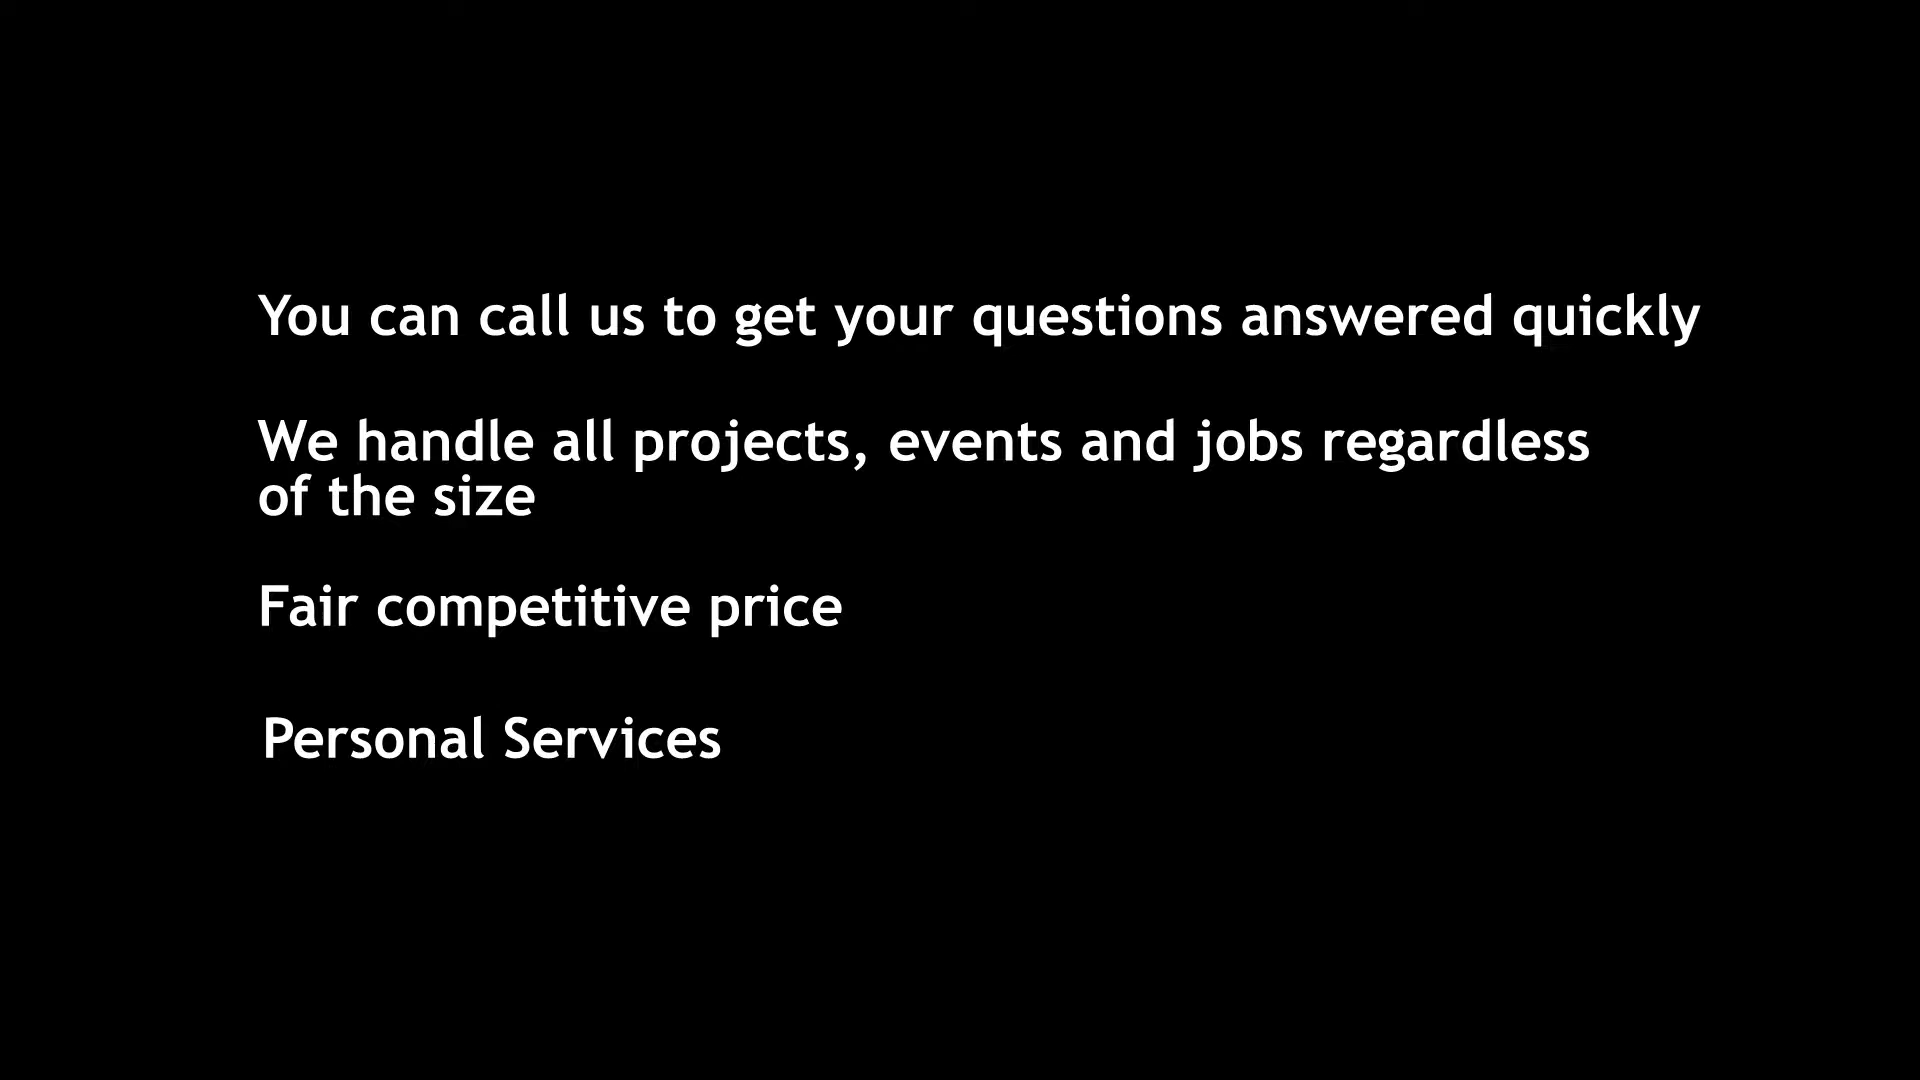 You can call us to get your questions answered quickly
We handle all projects, events and jobs regardless
of the size
Fair competitive price
Personal Services